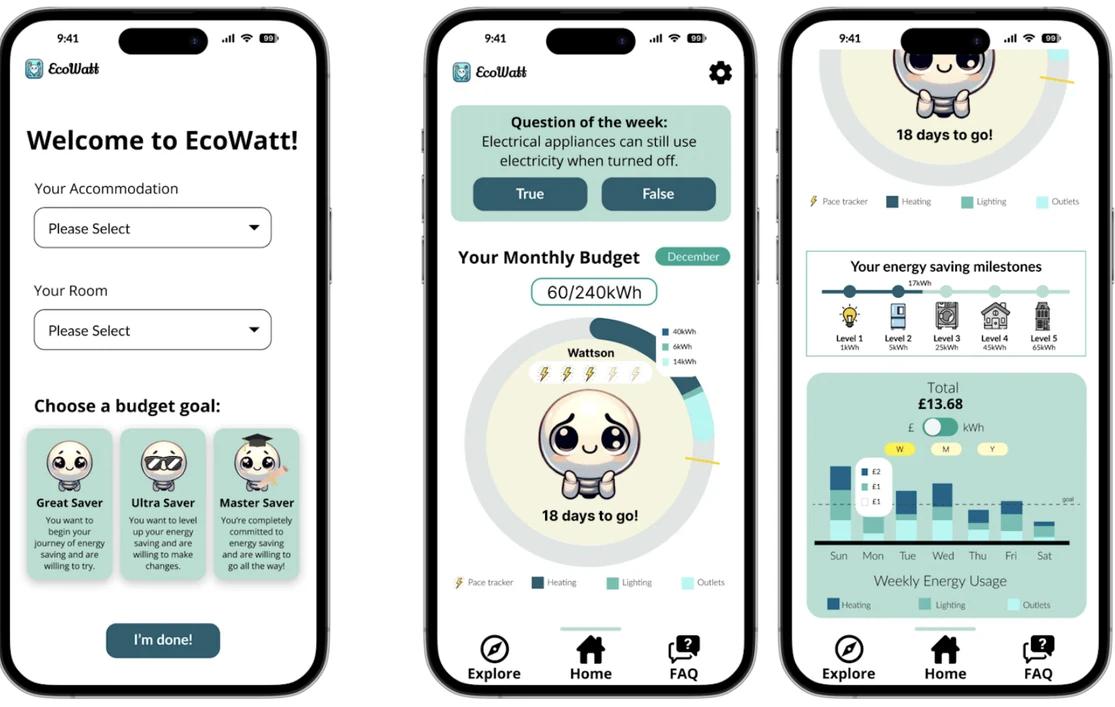 9:41
99
EcoWatt
Welcome to EcoWatt!
Your Accommodation
Please Select
Your Room
Please Select
Choose a budget goal:
Great Saver
You want to
begin your
journey of energy
saving and are
willing to try.
Ultra Saver
You want to level
up your energy
saving and are
willing to make
changes.
Master Saver
You're completely
committed to
energy saving
and are willing to
go all the way!
I'm done!
9:41
99
EcoWatt
Question of the week:
Electrical appliances can still use
electricity when turned off.
True False
Your Monthly Budget December
60/240kWh
40kWh
6kWh
14kWh
Wattson
18 days to go!
Pace tracker Heating Lighting Outlets
Explore Home FAQ
9:41
99
18 days to go!
Pace tracker Heating Lighting Outlets
Your energy saving milestones
17kWh
Level 1 Level 2 Level 3 Level 4 Level 5
1kWh 5kWh 25kWh 45kWh 65kWh
Total
£13.68
£ kWh
W M Y
£2
£1
£1
goal
Sun Mon Tue Wed Thu Fri Sat
Weekly Energy Usage
Heating Lighting Outlets
Explore Home FAQ